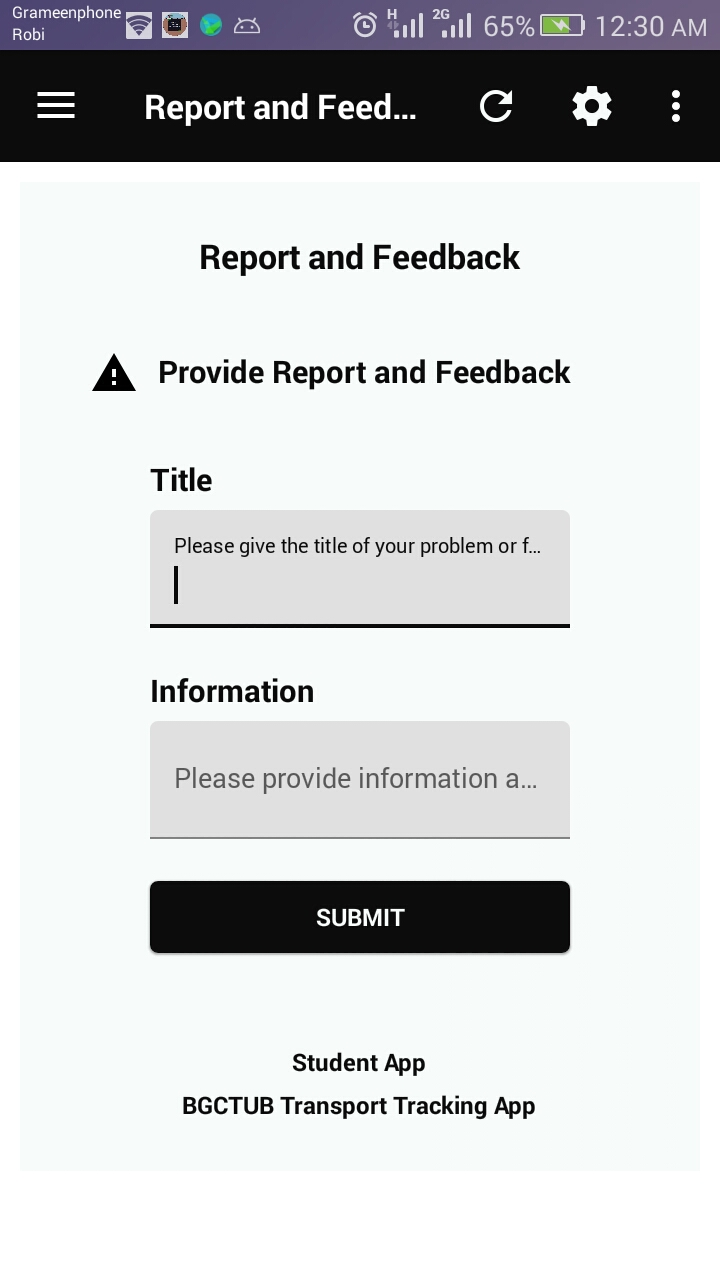 Grameenphone
Robi
H
2G
65%
12:30 AM
Report and Feed...
Report and Feedback
Provide Report and Feedback
Title
Please give the title of your problem or f...
Information
Please provide information a...
SUBMIT
Student App
BGCTUB Transport Tracking App